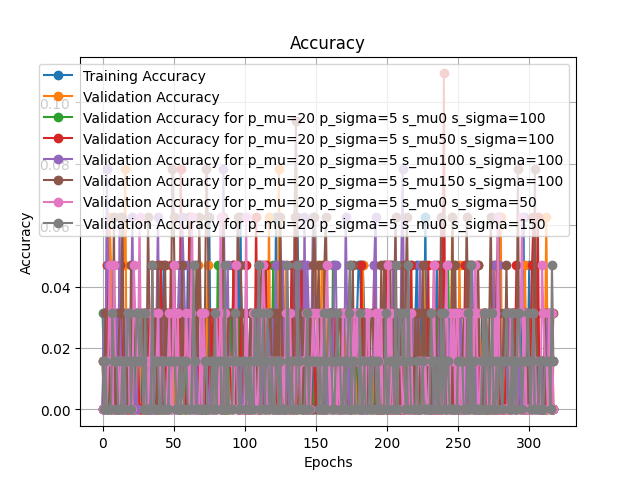 Accuracy
Training Accuracy
Validation Accuracy
Validation Accuracy for p_mu=20 p_sigma=5 s_mu0 s_sigma=100
Validation Accuracy for p_mu=20 p_sigma=5 s_mu50 s_sigma=100
Validation Accuracy for p_mu=20 p_sigma=5 s_mu100 s_sigma=100
Validation Accuracy for p_mu=20 p_sigma=5 s_mu150 s_sigma=100
Validation Accuracy for p_mu=20 p_sigma=5 s_mu0 s_sigma=50
Validation Accuracy for p_mu=20 p_sigma=5 s_mu0 s_sigma=150
Accuracy
0.10
0.08
0.06
0.04
0.02
0.00
0 50 100 150 200 250 300
Epochs